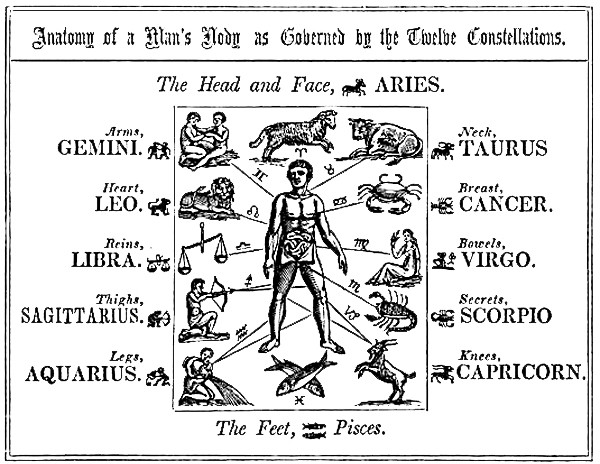 Anatomy of a Man's Body as Governed by the Twelve Constellations.
The Head and Face, ARIES.
Arms,
GEMINI.
Neck,
TAURUS
Heart,
LEO.
Breast,
CANCER.
Reins,
LIBRA.
Bowels,
VIRGO.
Thighs,
SAGITTARIUS.
Secrets,
SCORPIO
Legs,
AQUARIUS.
Knees,
CAPRICORN.
The Feet, Pisces.
♈
♊
♉
♌
♋
♎
♍
♐
♏
♑
♓